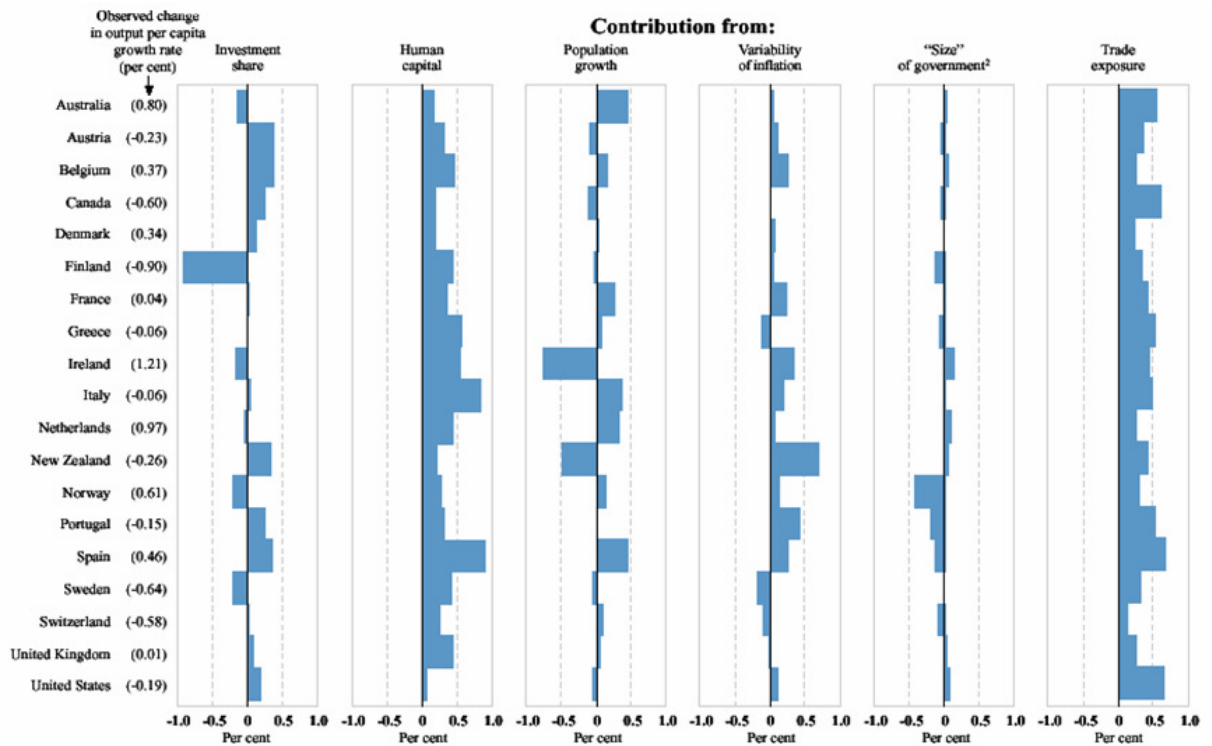 Observed change
in output per capita
growth rate
(per cent)
Contribution from:
Investment
share
Human
capital
Population
growth
Variability
of inflation
“Size”
of government²
Trade
exposure
Australia (0.80)
Austria (-0.23)
Belgium (0.37)
Canada (-0.60)
Denmark (0.34)
Finland (-0.90)
France (0.04)
Greece (-0.06)
Ireland (1.21)
Italy (-0.06)
Netherlands (0.97)
New Zealand (-0.26)
Norway (0.61)
Portugal (-0.15)
Spain (0.46)
Sweden (-0.64)
Switzerland (-0.58)
United Kingdom (0.01)
United States (-0.19)
-1.0 -0.5 0 0.5 1.0
Per cent
-1.0 -0.5 0 0.5 1.0
Per cent
-1.0 -0.5 0 0.5 1.0
Per cent
-1.0 -0.5 0 0.5 1.0
Per cent
-1.0 -0.5 0 0.5 1.0
Per cent
-1.0 -0.5 0 0.5 1.0
Per cent